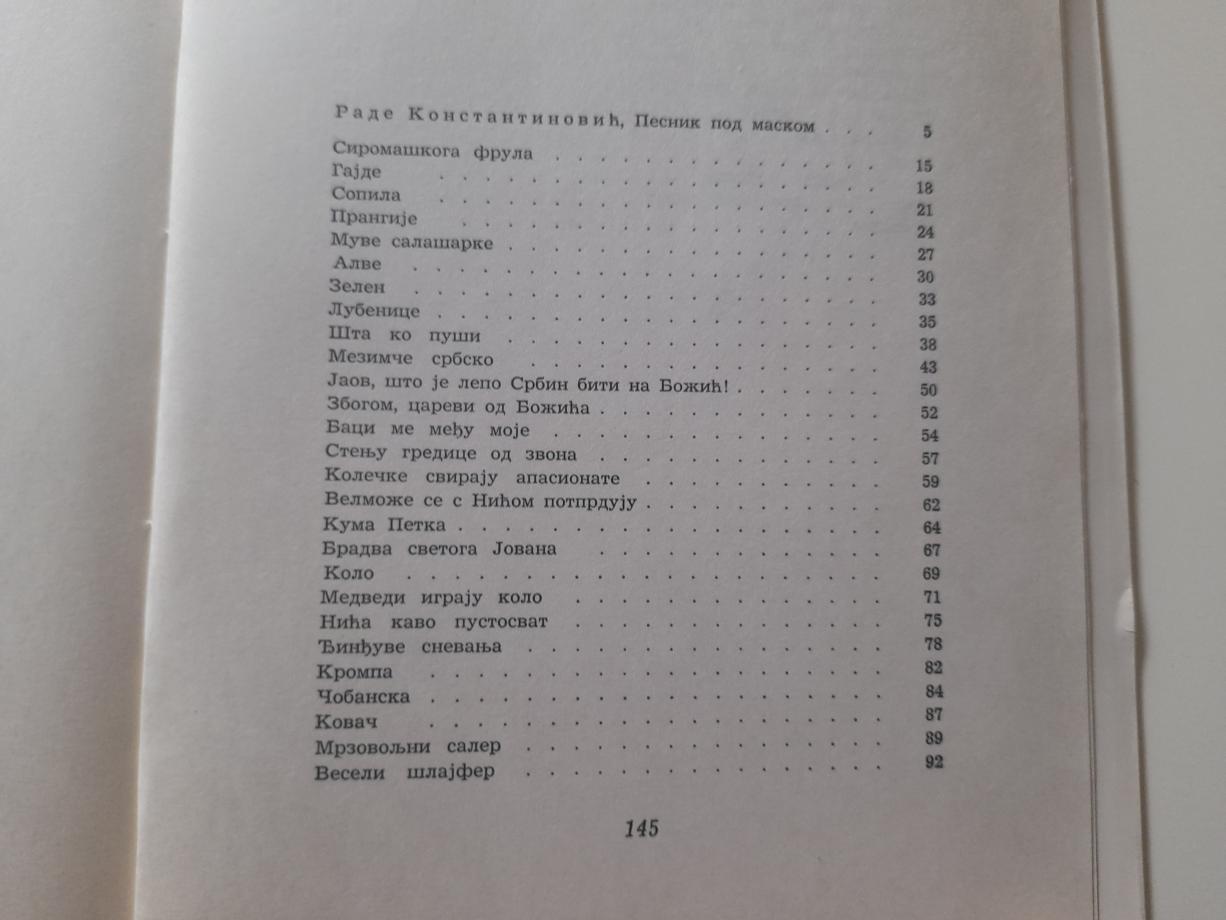 Раде Константиновић, Песник под маском . . . 5
Сиромашкога фрула . . . . . . . . . . . . . . 15
Гајде . . . . . . . . . . . . . . . . . . . 18
Сопила . . . . . . . . . . . . . . . . . . . 21
Прангије . . . . . . . . . . . . . . . . . . 24
Муве салашарке . . . . . . . . . . . . . . . . 27
Алве . . . . . . . . . . . . . . . . . . . . 30
Зелен . . . . . . . . . . . . . . . . . . . . 33
Лубенице . . . . . . . . . . . . . . . . . . . 35
Шта ко пуши . . . . . . . . . . . . . . . . 38
Мезимче србско . . . . . . . . . . . . . . . 43
Јаов, што је лепо Србин бити на Божић! . . . . . . 50
Збогом, цареви од Божића . . . . . . . . . . . . 52
Баци ме међу моје . . . . . . . . . . . . . . 54
Стењу гредице од звона . . . . . . . . . . . . 57
Колечке свирају апасионате . . . . . . . . . . 59
Велможе се с Нићом потпрдују . . . . . . . . . . 62
Кума Петка . . . . . . . . . . . . . . . . . . 64
Брадва светога Јована . . . . . . . . . . . . 67
Коло . . . . . . . . . . . . . . . . . . . . 69
Медведи играју коло . . . . . . . . . . . . . 71
Нића каво пустосват . . . . . . . . . . . . . 75
Ђинђуве сневања . . . . . . . . . . . . . . . 78
Кромпа . . . . . . . . . . . . . . . . . . . 82
Чобанска . . . . . . . . . . . . . . . . . . . 84
Ковач . . . . . . . . . . . . . . . . . . . 87
Мрзовољни салер . . . . . . . . . . . . . . . 89
Весели шлајфер . . . . . . . . . . . . . . . 92
145